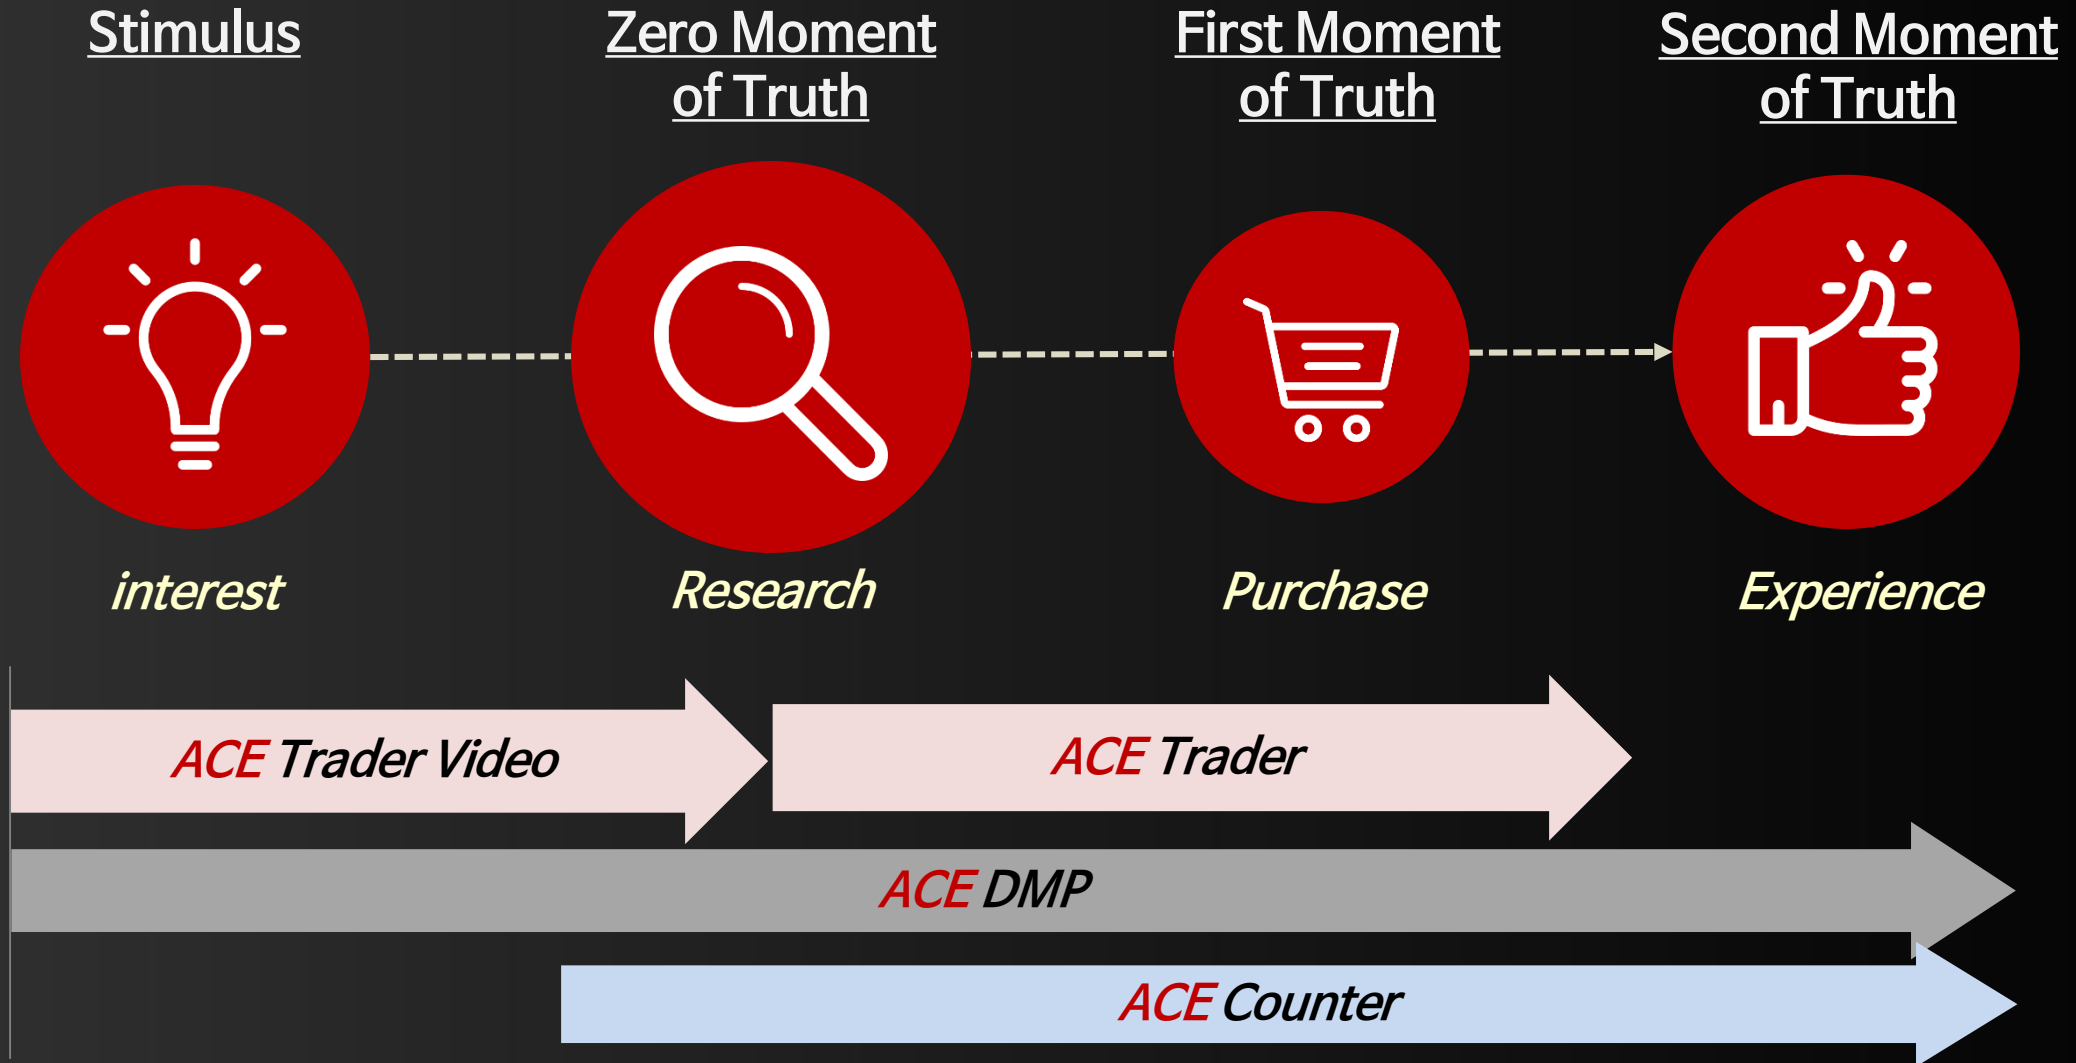 Stimulus
Zero Moment
of Truth
First Moment
of Truth
Second Moment
of Truth
interest
Research
Purchase
Experience
ACE Trader Video
ACE Trader
ACE DMP
ACE Counter